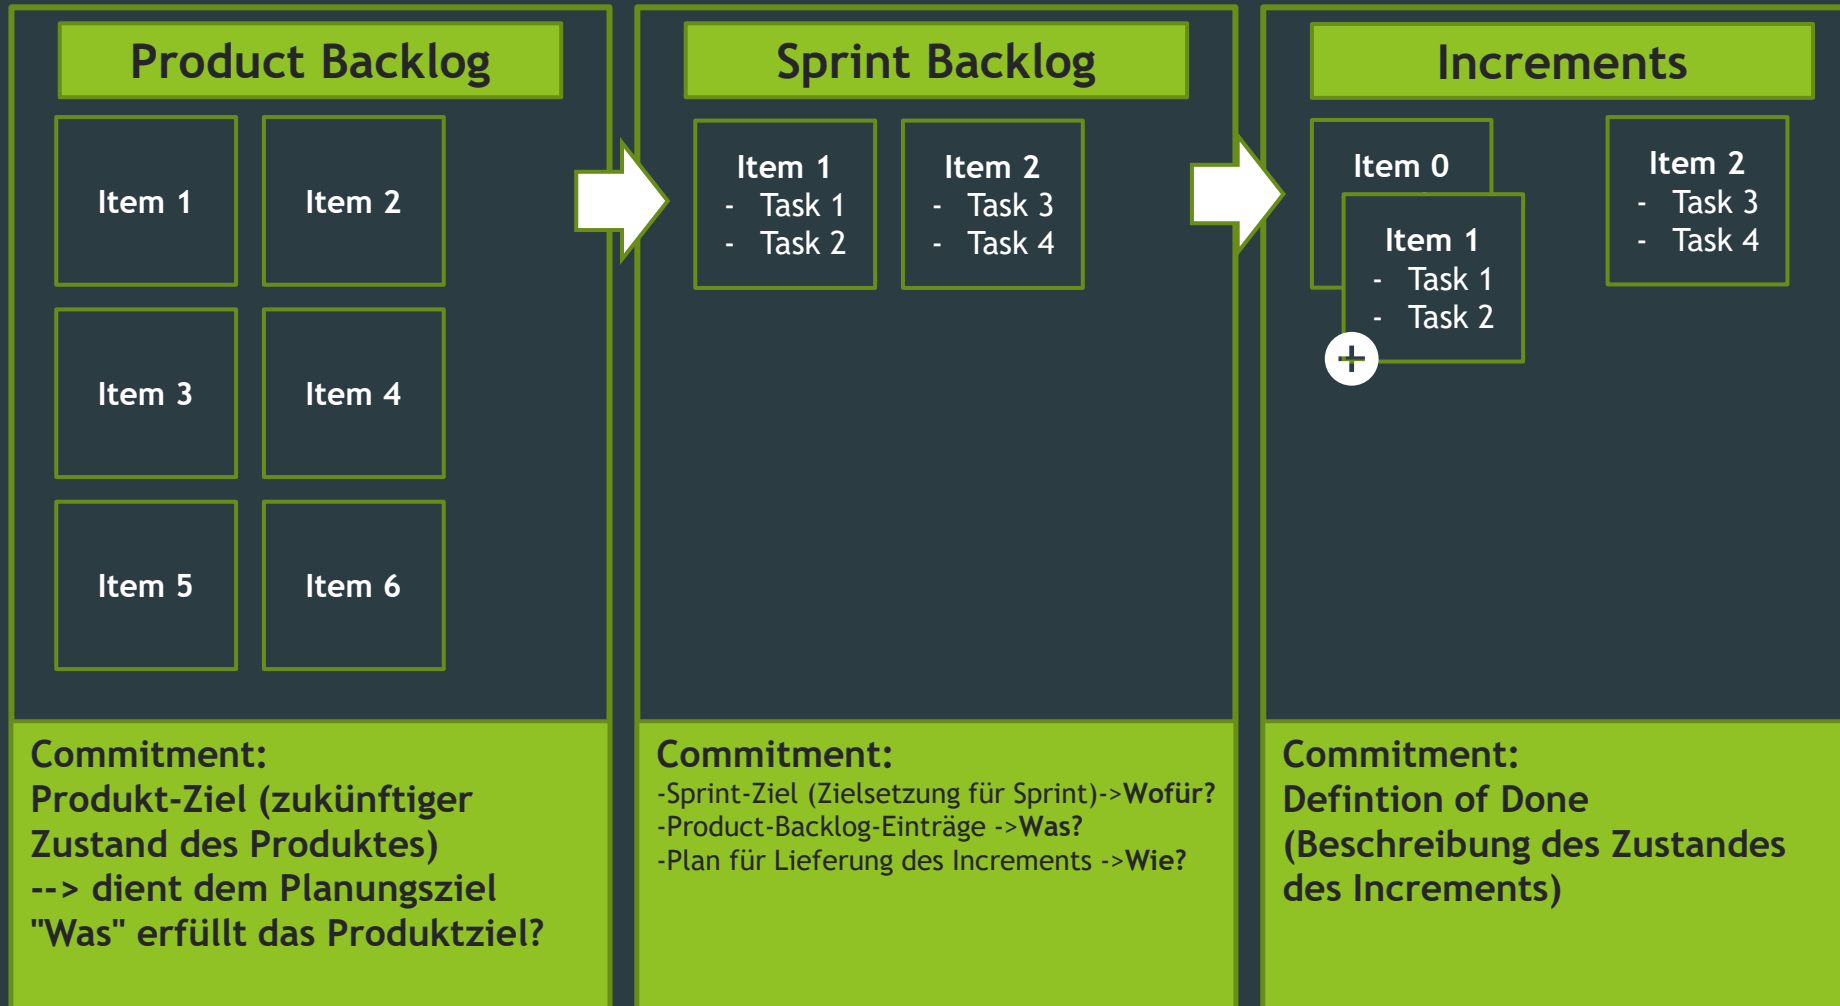 Product Backlog
Item 1
Item 2
Item 3
Item 4
Item 5
Item 6
Commitment:
Produkt-Ziel (zukünftiger
Zustand des Produktes)
--> dient dem Planungsziel
"Was" erfüllt das Produktziel?
Sprint Backlog
Item 1
- Task 1
- Task 2
Item 2
- Task 3
- Task 4
Commitment:
-Sprint-Ziel (Zielsetzung für Sprint)->Wofür?
-Product-Backlog-Einträge ->Was?
-Plan für Lieferung des Increments ->Wie?
Increments
Item 0
Item 1
- Task 1
- Task 2
+
Item 2
- Task 3
- Task 4
Commitment:
Defintion of Done
(Beschreibung des Zustandes
des Increments)